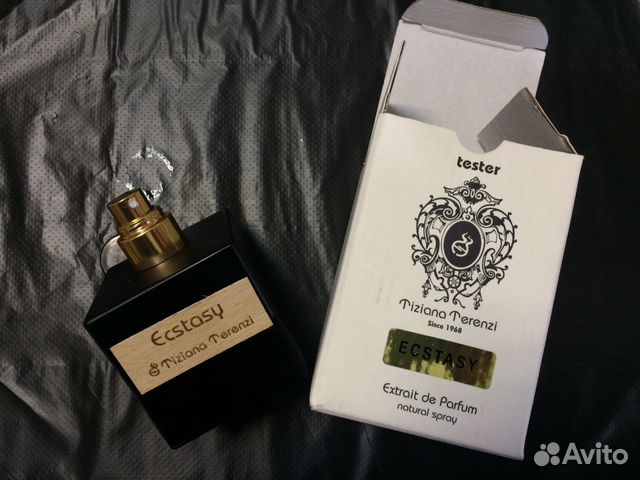 Ecstasy
Tiziana Terenzi
tester
Tiziana Terenzi
Since 1968
ECSTASY
Extrait de Parfum
natural spray
Avito